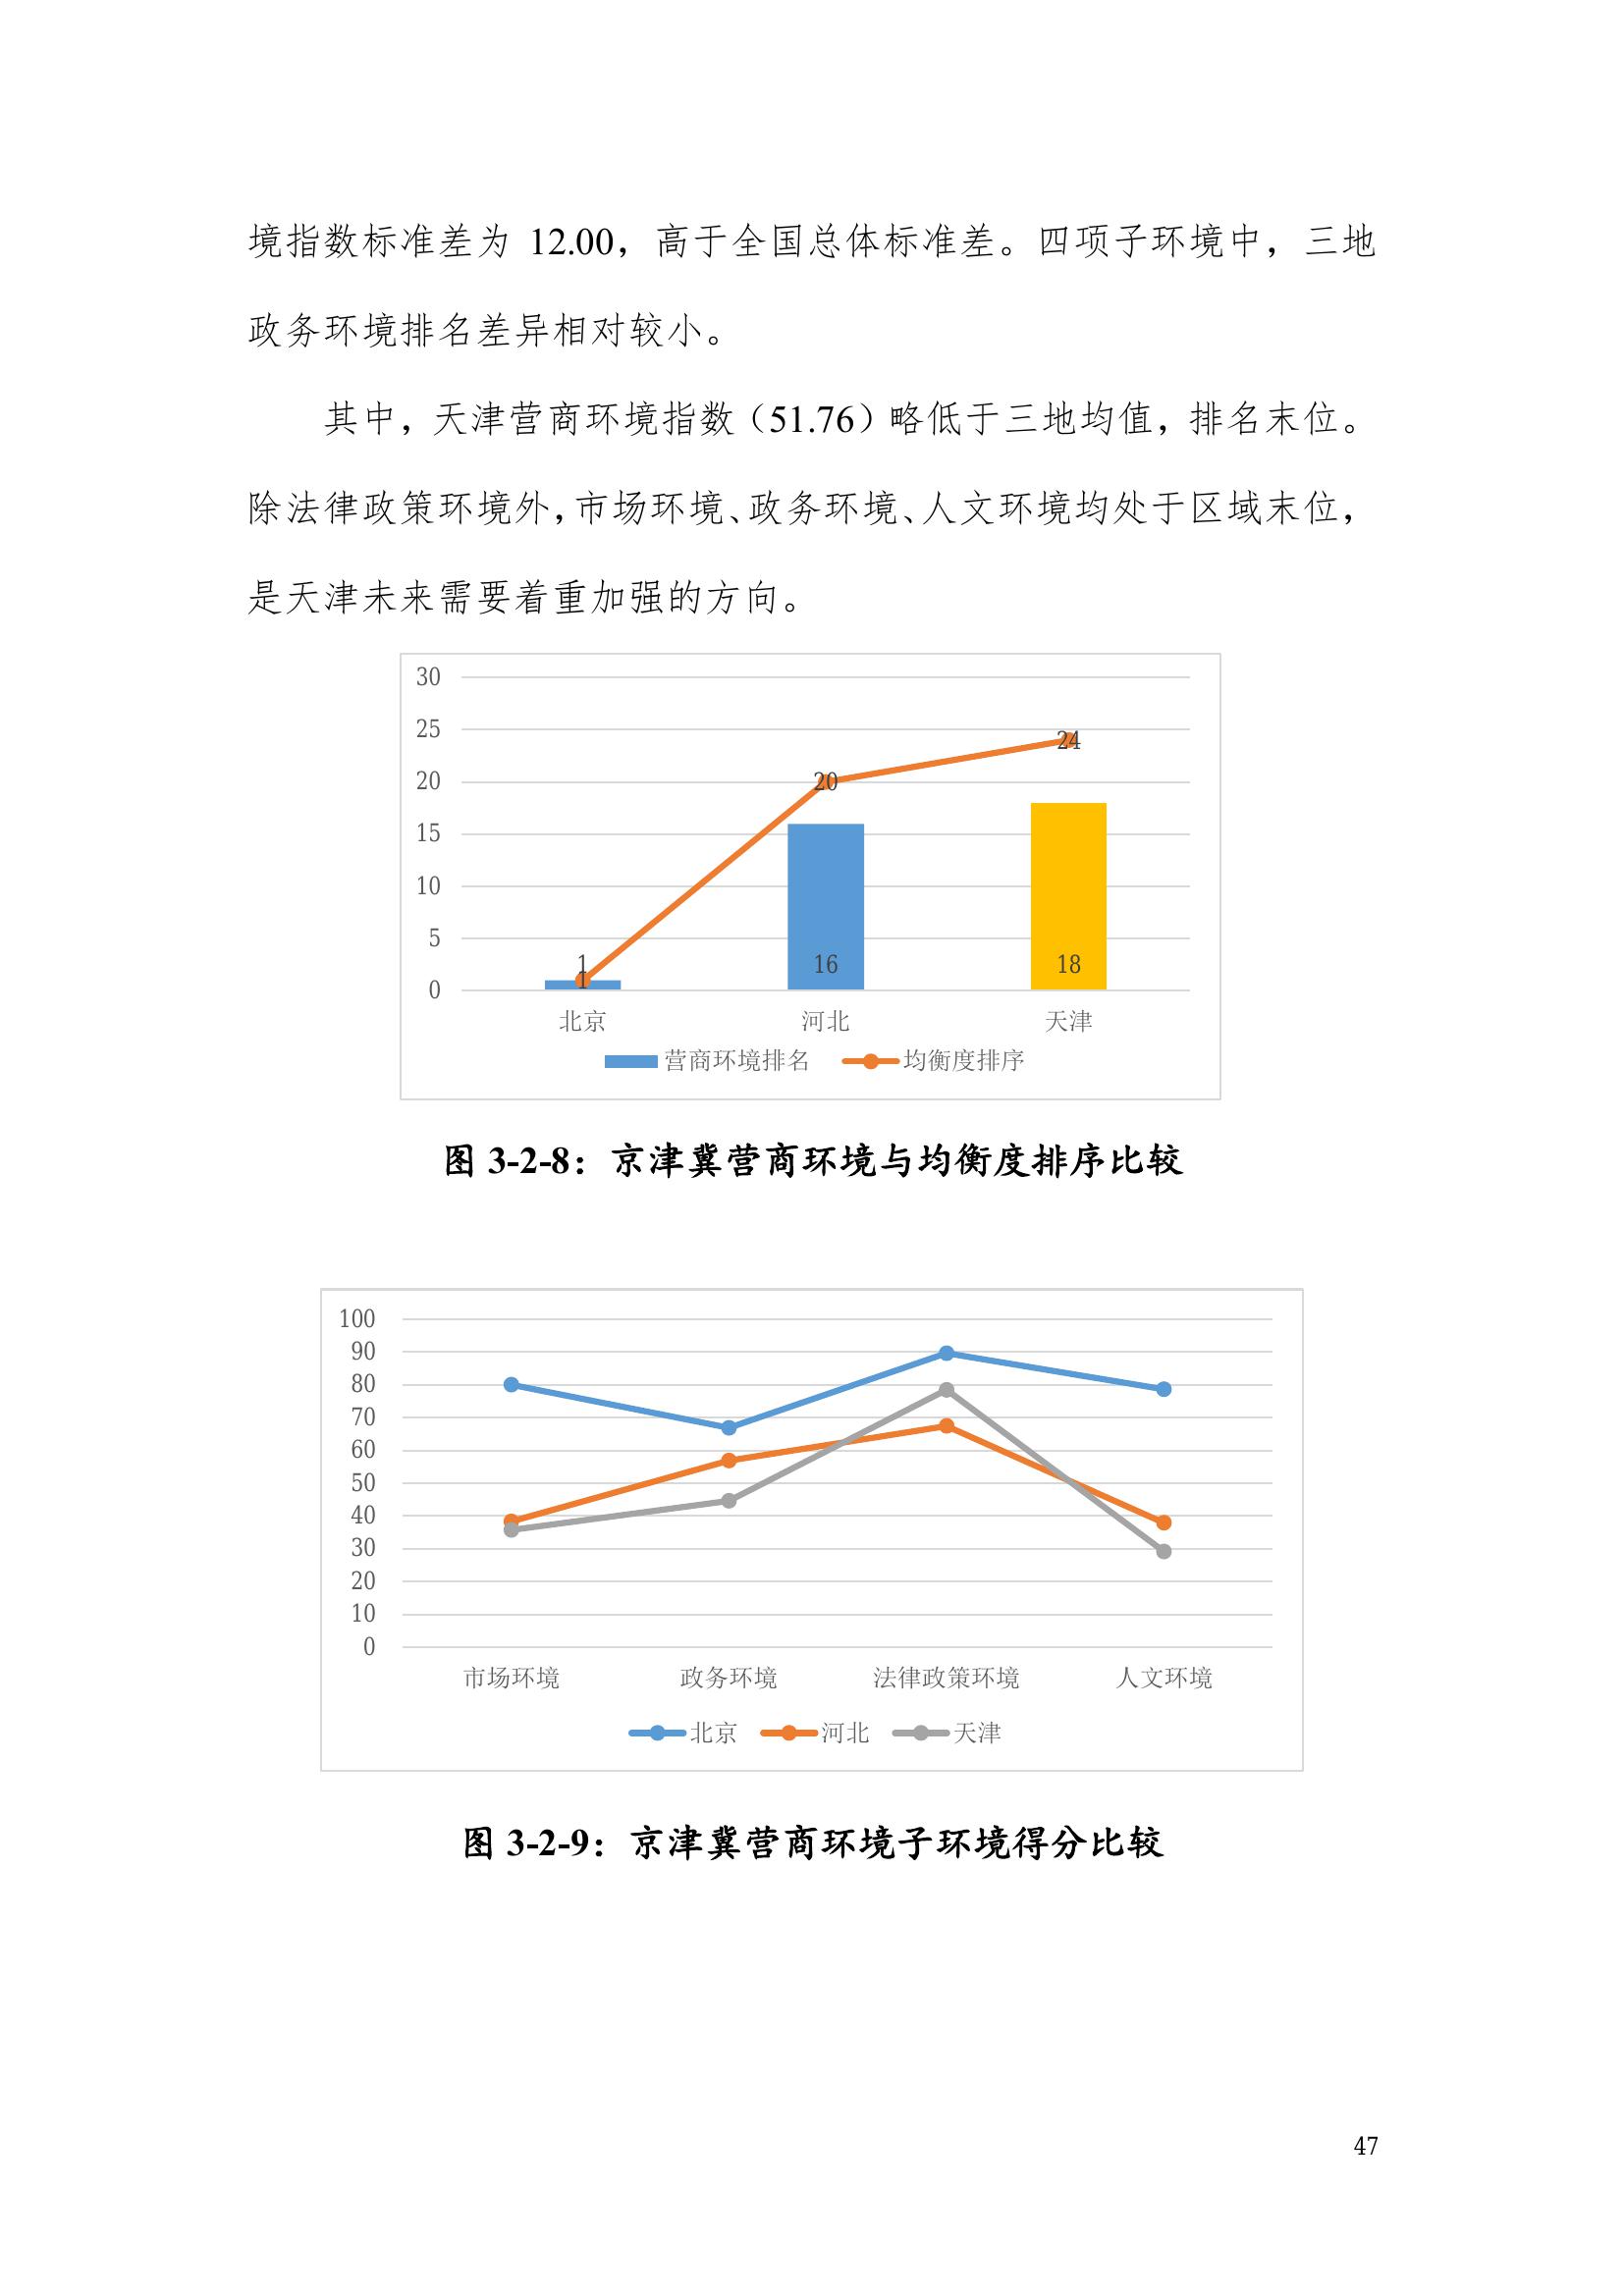 境指数标准差为 12.00，高于全国总体标准差。四项子环境中，三地
政务环境排名差异相对较小。
其中，天津营商环境指数（51.76）略低于三地均值，排名末位。
除法律政策环境外，市场环境、政务环境、人文环境均处于区域末位，
是天津未来需要着重加强的方向。
30
25
24
20
20
15
10
5
1
16
18
1
0
北京 河北 天津
营商环境排名 均衡度排序
图 3-2-8：京津冀营商环境与均衡度排序比较
100
90
80
70
60
50
40
30
20
10
0
市场环境 政务环境 法律政策环境 人文环境
北京 河北 天津
图 3-2-9：京津冀营商环境子环境得分比较
47